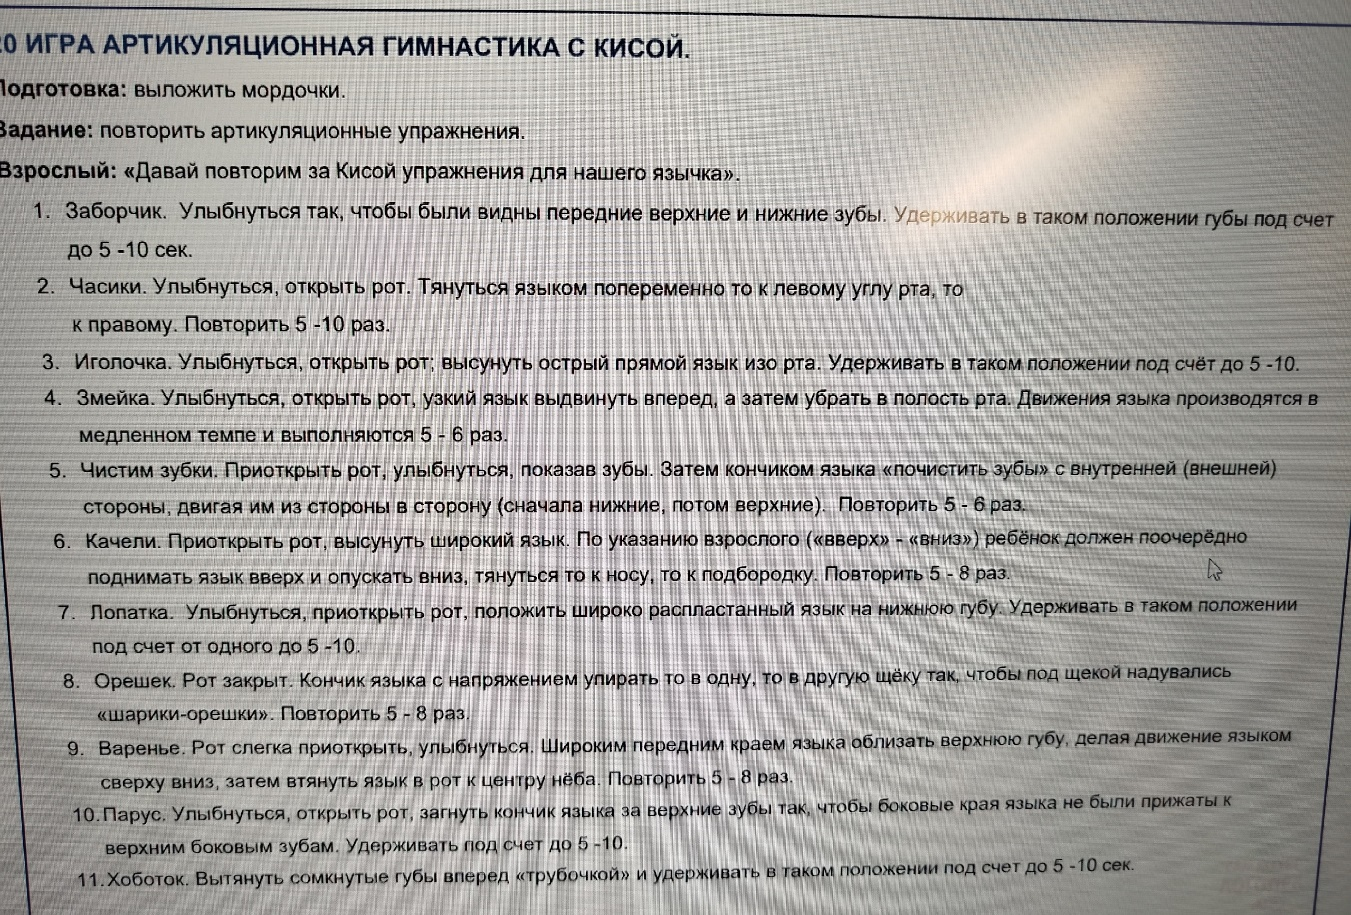 0 ИГРА АРТИКУЛЯЦИОННАЯ ГИМНАСТИКА С КИСОЙ.
Подготовка: выложить мордочки.
Задание: повторить артикуляционные упражнения.
Взрослый: «Давай повторим за Кисой упражнения для нашего язычка».
1. Заборчик. Улыбнуться так, чтобы были видны передние верхние и нижние зубы. Удерживать в таком положении губы под счет
до 5 -10 сек.
2. Часики. Улыбнуться, открыть рот. Тянуться языком попеременно то к левому углу рта, то
к правому. Повторить 5 -10 раз.
3. Иголочка. Улыбнуться, открыть рот; высунуть острый прямой язык изо рта. Удерживать в таком положении под счёт до 5 -10.
4. Змейка. Улыбнуться, открыть рот, узкий язык выдвинуть вперед, а затем убрать в полость рта. Движения языка производятся в
медленном темпе и выполняются 5 - 6 раз.
5. Чистим зубки. Приоткрыть рот, улыбнуться, показав зубы. Затем кончиком языка «почистить зубы» с внутренней (внешней)
стороны, двигая им из стороны в сторону (сначала нижние, потом верхние). Повторить 5 - 6 раз.
6. Качели. Приоткрыть рот, высунуть широкий язык. По указанию взрослого («вверх» - «вниз») ребёнок должен поочерёдно
поднимать язык вверх и опускать вниз, тянуться то к носу, то к подбородку. Повторить 5 - 8 раз.
7. Лопатка. Улыбнуться, приоткрыть рот, положить широко распластанный язык на нижнюю губу. Удерживать в таком положении
под счет от одного до 5 -10.
8. Орешек. Рот закрыт. Кончик языка с напряжением упирать то в одну, то в другую щёку так, чтобы под щекой надувались
«шарики-орешки». Повторить 5 - 8 раз.
9. Варенье. Рот слегка приоткрыть, улыбнуться. Широким передним краем языка облизать верхнюю губу, делая движение языком
сверху вниз, затем втянуть язык в рот к центру нёба. Повторить 5 - 8 раз.
10. Парус. Улыбнуться, открыть рот, загнуть кончик языка за верхние зубы так, чтобы боковые края языка не были прижаты к
верхним боковым зубам. Удерживать под счет до 5 -10.
11. Хоботок. Вытянуть сомкнутые губы вперед «трубочкой» и удерживать в таком положении под счет до 5 -10 сек.